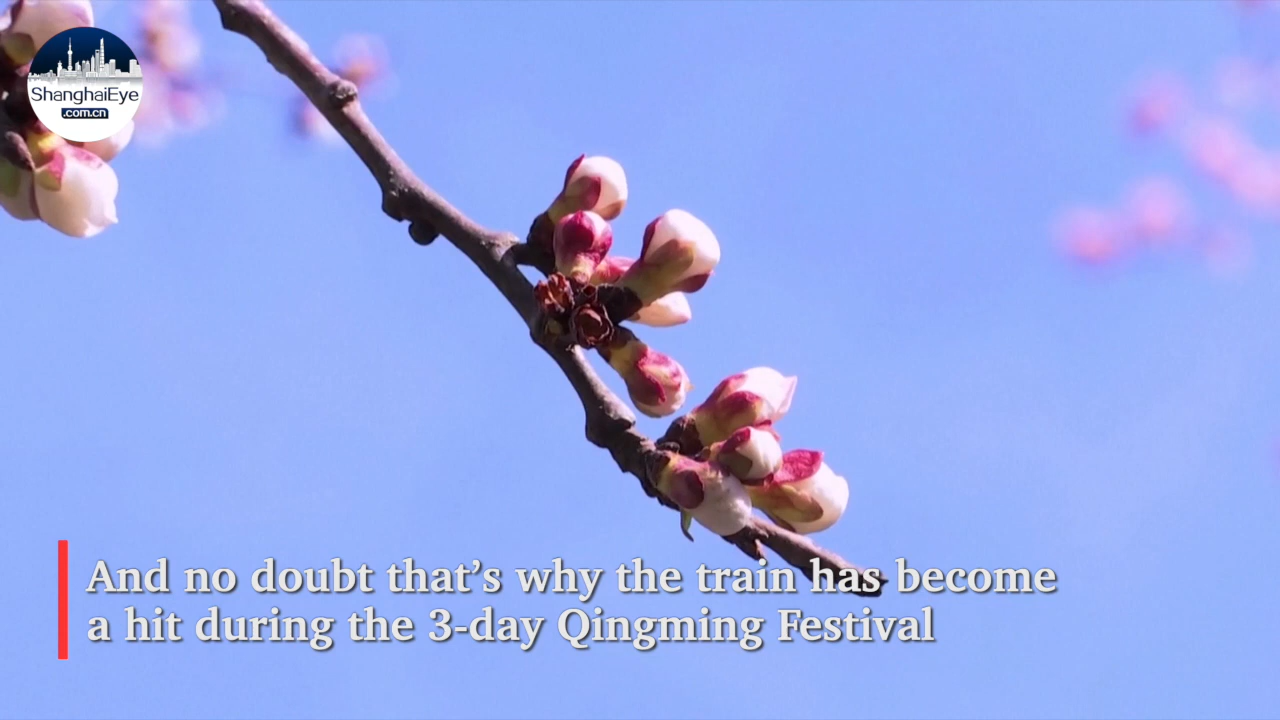 ShanghaiEye
.com.cn
And no doubt that’s why the train has become
a hit during the 3-day Qingming Festival